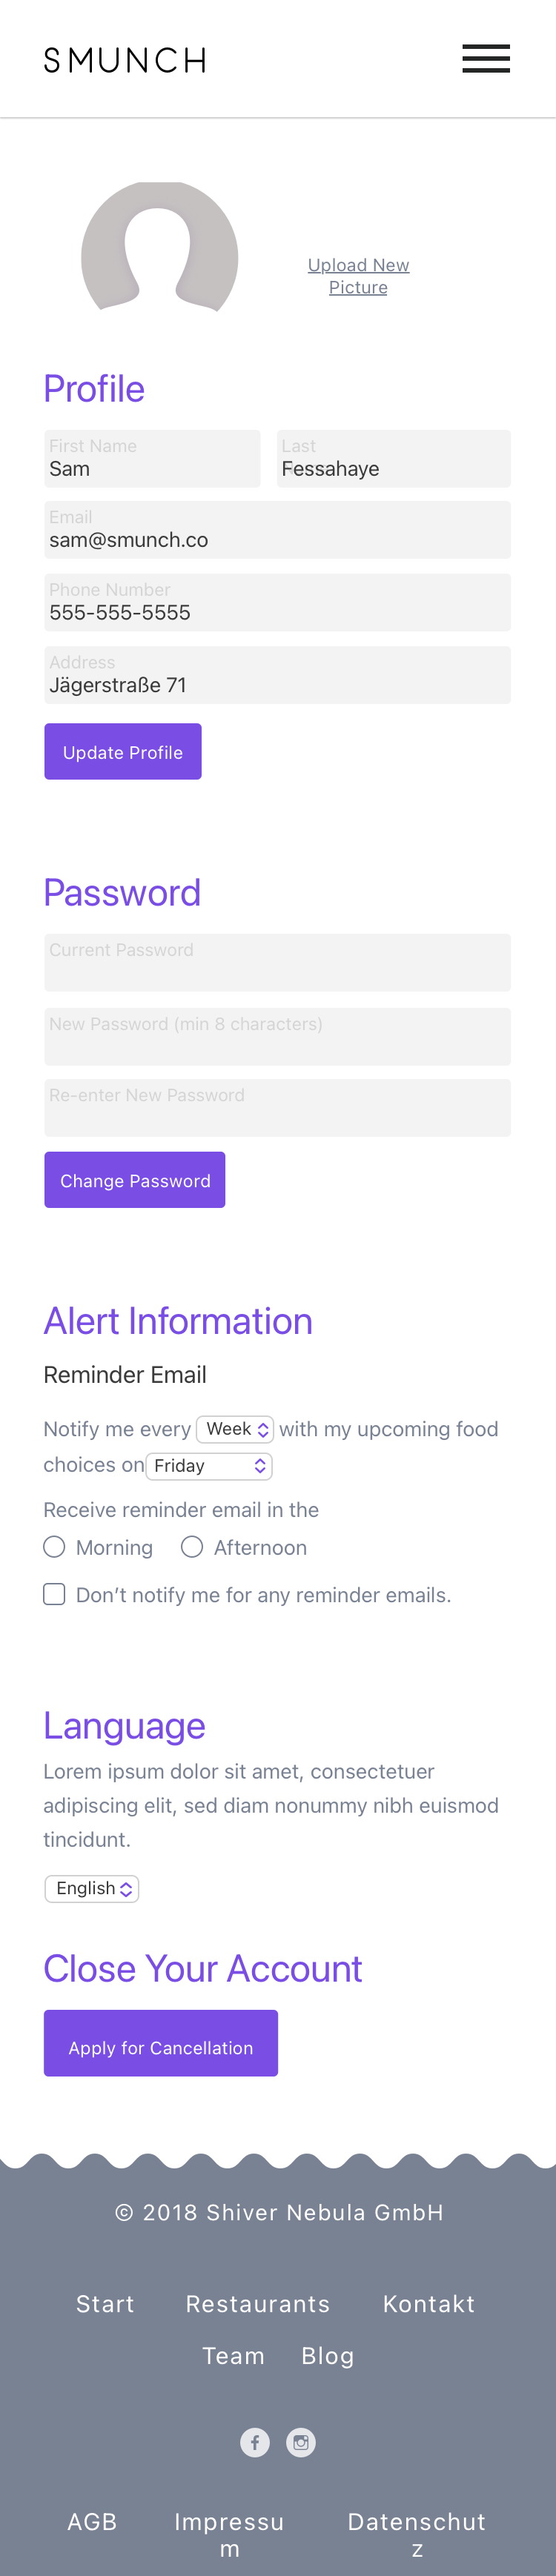 SMUNCH
Upload New
Picture
Profile
First Name
Last
Sam
Fessahaye
Email
sam@smunch.co
Phone Number
555-555-5555
Address
Jägerstraße 71
Update Profile
Password
Current Password
New Password (min 8 characters)
Re-enter New Password
Change Password
Alert Information
Reminder Email
Notify me every Week with my upcoming food
choices on Friday
Receive reminder email in the
Morning Afternoon
Don’t notify me for any reminder emails.
Language
Lorem ipsum dolor sit amet, consectetuer
adipiscing elit, sed diam nonummy nibh euismod
tincidunt.
English
Close Your Account
Apply for Cancellation
© 2018 Shiver Nebula GmbH
Start Restaurants Kontakt
Team Blog
AGB Impressu Datenschut
m z